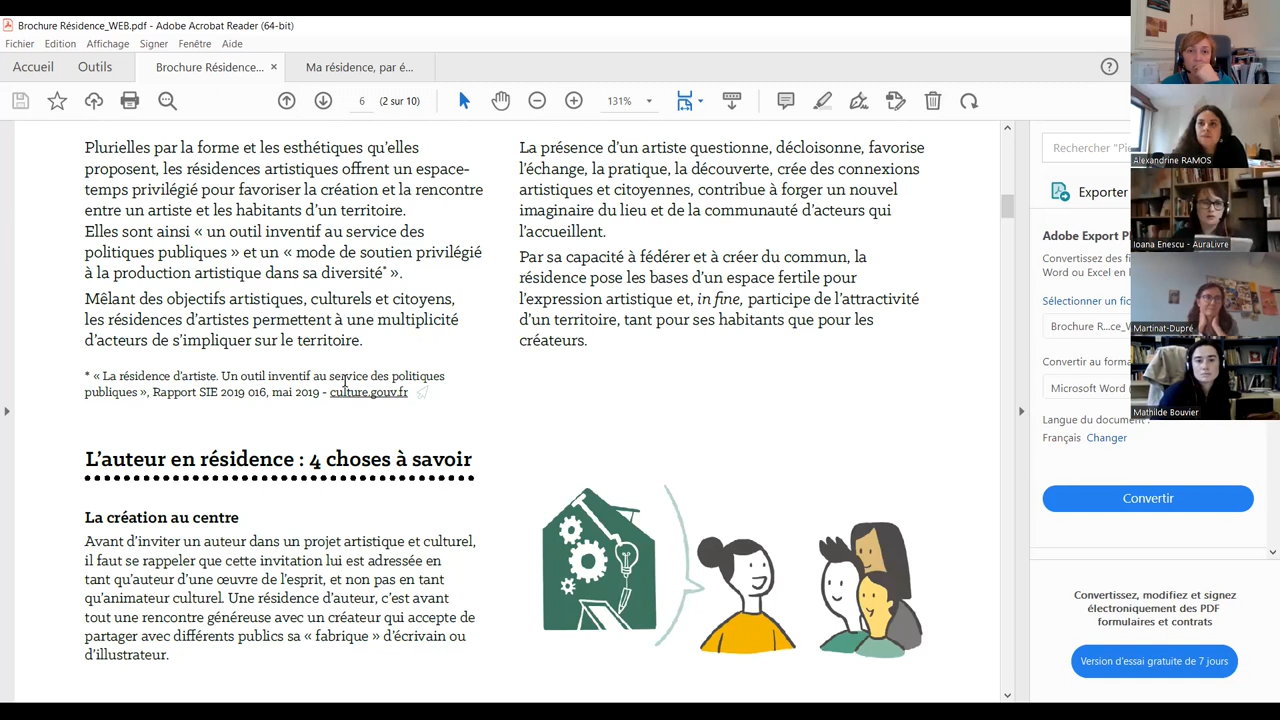 Brochure Résidence_WEB.pdf - Adobe Acrobat Reader (64-bit)
Fichier Edition Affichage Signer Fenêtre Aide
Accueil Outils Brochure Résidence... × Ma résidence, par é...
6 (2 sur 10) 131%
Plurielles par la forme et les esthétiques qu’elles
proposent, les résidences artistiques offrent un espace-
temps privilégié pour favoriser la création et la rencontre
entre un artiste et les habitants d’un territoire.
Elles sont ainsi « un outil inventif au service des
politiques publiques » et un « mode de soutien privilégié
à la production artistique dans sa diversité* ».
Mêlant des objectifs artistiques, culturels et citoyens,
les résidences d’artistes permettent à une multiplicité
d’acteurs de s’impliquer sur le territoire.
* « La résidence d’artiste. Un outil inventif au service des politiques
publiques », Rapport SIE 2019 016, mai 2019 - culture.gouv.fr
La présence d’un artiste questionne, décloisonne, favorise
l’échange, la pratique, la découverte, crée des connexions
artistiques et citoyennes, contribue à forger un nouvel
imaginaire du lieu et de la communauté d’acteurs qui
l’accueillent.
Par sa capacité à fédérer et à créer du commun, la
résidence pose les bases d’un espace fertile pour
l’expression artistique et, in fine, participe de l’attractivité
d’un territoire, tant pour ses habitants que pour les
créateurs.
L’auteur en résidence : 4 choses à savoir
La création au centre
Avant d’inviter un auteur dans un projet artistique et culturel,
il faut se rappeler que cette invitation lui est adressée en
tant qu’auteur d’une œuvre de l’esprit, et non pas en tant
qu’animateur culturel. Une résidence d’auteur, c’est avant
tout une rencontre généreuse avec un créateur qui accepte de
partager avec différents publics sa « fabrique » d’écrivain ou
d’illustrateur.
Rechercher "Pie
Exporter
Adobe Export P
Convertissez des fi
Word ou Excel en l
Sélectionner un fic
Brochure R...ce_W
Convertir au forma
Microsoft Word (
Langue du document :
Français Changer
Convertir
Convertissez, modifiez et signez
électroniquement des PDF
formulaires et contrats
Version d'essai gratuite de 7 jours
Alexandrine RAMOS
Ioana Enescu - AuraLivre
Martinat-Dupré
Mathilde Bouvier